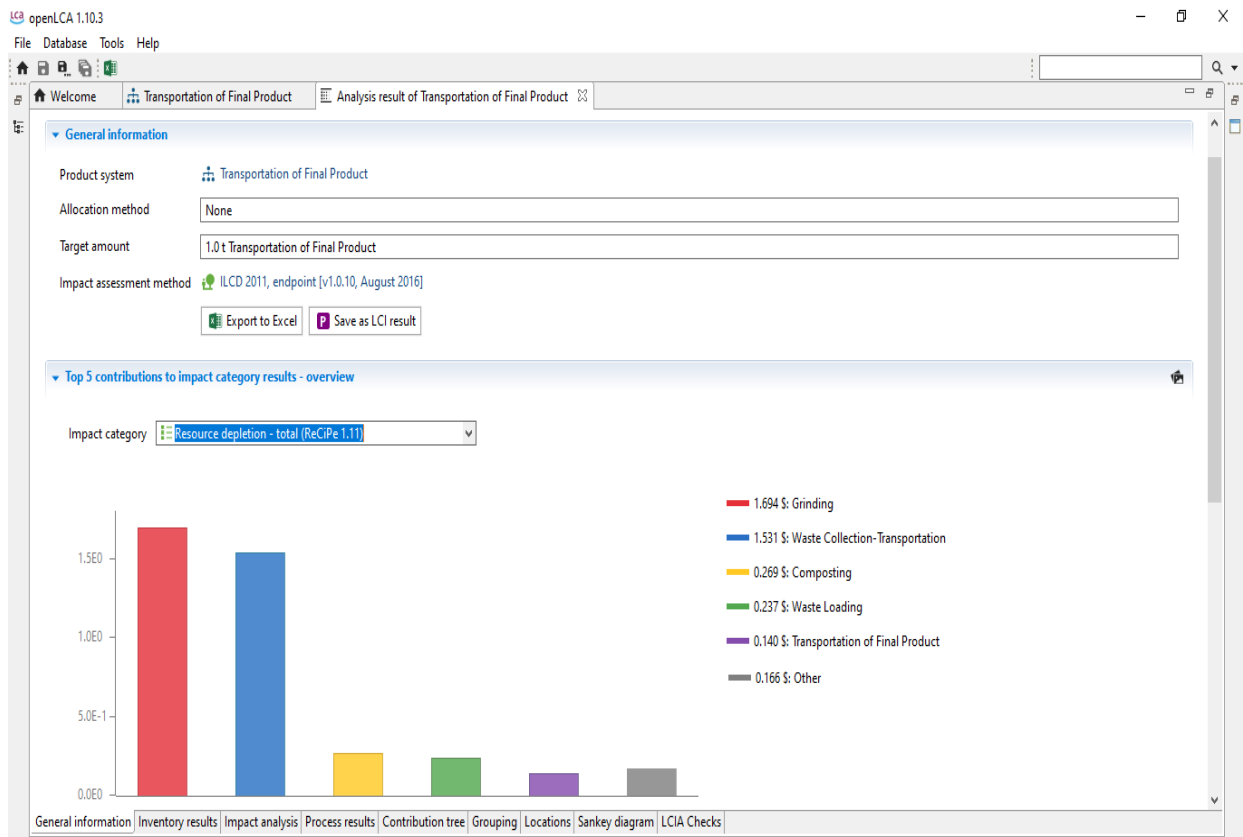 LCA openLCA 1.10.3
File Database Tools Help
Welcome Transportation of Final Product Analysis result of Transportation of Final Product
General information
Product system Transportation of Final Product
Allocation method None
Target amount 1.0 t Transportation of Final Product
Impact assessment method ILCD 2011, endpoint [v1.0.10, August 2016]
Export to Excel P Save as LCI result
Top 5 contributions to impact category results - overview
Impact category Resource depletion - total (ReCiPe 1.11)
1.694 $: Grinding
1.531 $: Waste Collection-Transportation
0.269 $: Composting
0.237 $: Waste Loading
0.140 $: Transportation of Final Product
0.166 $: Other
1.5E0
1.0E0
5.0E-1
0.0E0
General information Inventory results Impact analysis Process results Contribution tree Grouping Locations Sankey diagram LCIA Checks